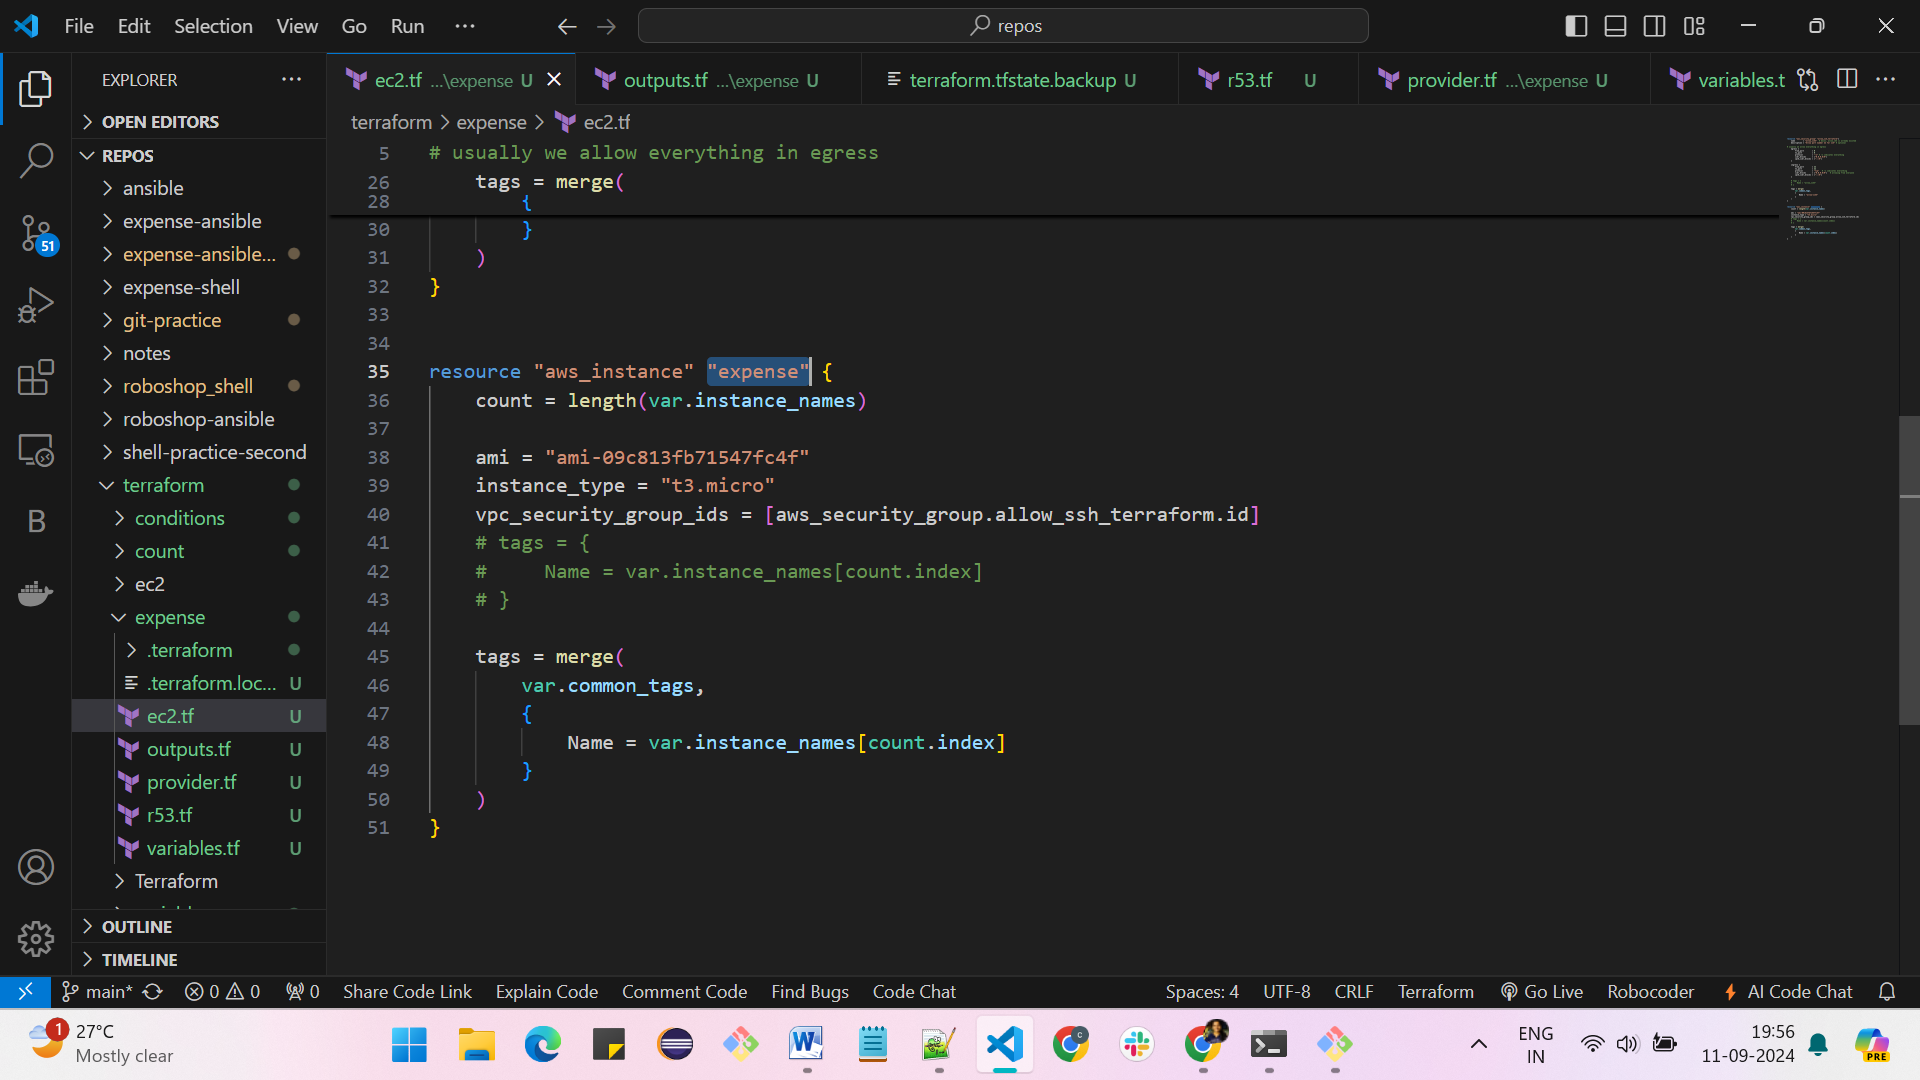 File Edit Selection View Go Run ···
repos
EXPLORER ···
OPEN EDITORS
REPOS
ansible
expense-ansible
expense-ansible...
expense-shell
git-practice
notes
roboshop_shell
roboshop-ansible
shell-practice-second
terraform
conditions
count
ec2
expense
.terraform
.terraform.loc... U
ec2.tf U
outputs.tf U
provider.tf U
r53.tf U
variables.tf U
Terraform
OUTLINE
TIMELINE
51
B
ec2.tf ...\expense U
outputs.tf ...\expense U
terraform.tfstate.backup U
r53.tf U
provider.tf ...\expense U
variables.t
terraform > expense > ec2.tf
5 # usually we allow everything in egress
26 tags = merge(
28 {
30 }
31 )
32 }
33
34
35 resource "aws_instance" "expense" {
36 count = length(var.instance_names)
37
38 ami = "ami-09c813fb71547fc4f"
39 instance_type = "t3.micro"
40 vpc_security_group_ids = [aws_security_group.allow_ssh_terraform.id]
41 # tags = {
42 #     Name = var.instance_names[count.index]
43 # }
44
45 tags = merge(
46 var.common_tags,
47 {
48 Name = var.instance_names[count.index]
49 }
50 )
51 }
main* 0 0 0 Share Code Link Explain Code Comment Code Find Bugs Code Chat Spaces: 4 UTF-8 CRLF Terraform Go Live Robocoder AI Code Chat
1
27°C
Mostly clear
ENG
IN
19:56
11-09-2024
PRE